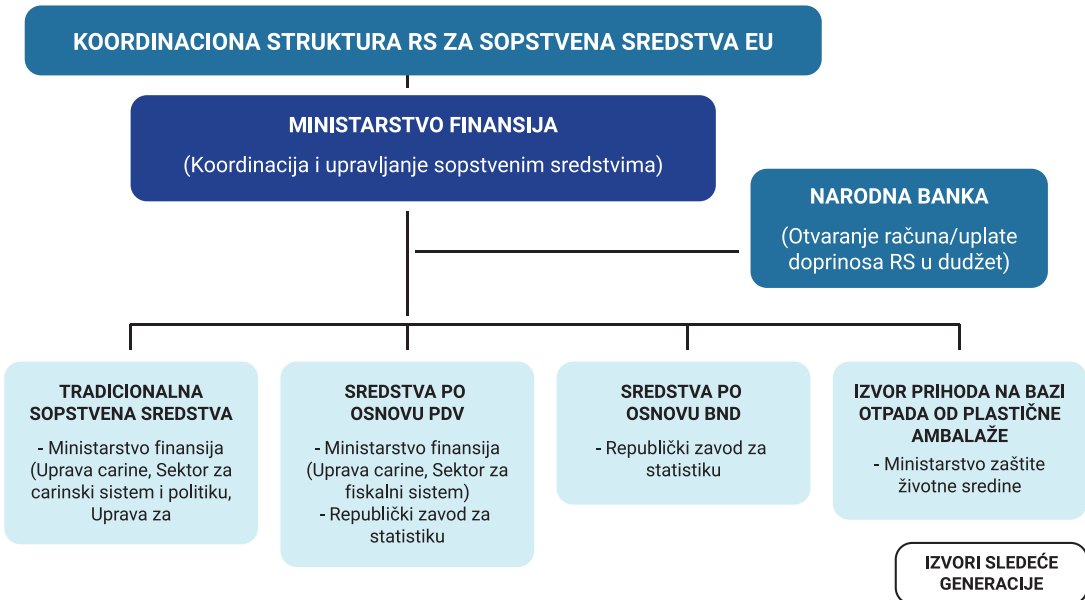 KOORDINACIONA STRUKTURA RS ZA SOPSTVENA SREDSTVA EU
MINISTARSTVO FINANSIJA
(Koordinacija i upravljanje sopstvenim sredstvima)
NARODNA BANKA
(Otvaranje računa/uplate
doprinosa RS u dudžet)
TRADICIONALNA
SOPSTVENA SREDSTVA
- Ministarstvo finansija
(Uprava carine, Sektor za
carinski sistem i politiku,
Uprava za
SREDSTVA PO
OSNOVU PDV
- Ministarstvo finansija
(Uprava carine, Sektor za
fiskalni sistem)
- Republički zavod za
statistiku
SREDSTVA PO
OSNOVU BND
- Republički zavod za
statistiku
IZVOR PRIHODA NA BAZI
OTPADA OD PLASTIČNE
AMBALAŽE
- Ministarstvo zaštite
životne sredine
IZVORI SLEDEĆE
GENERACIJE